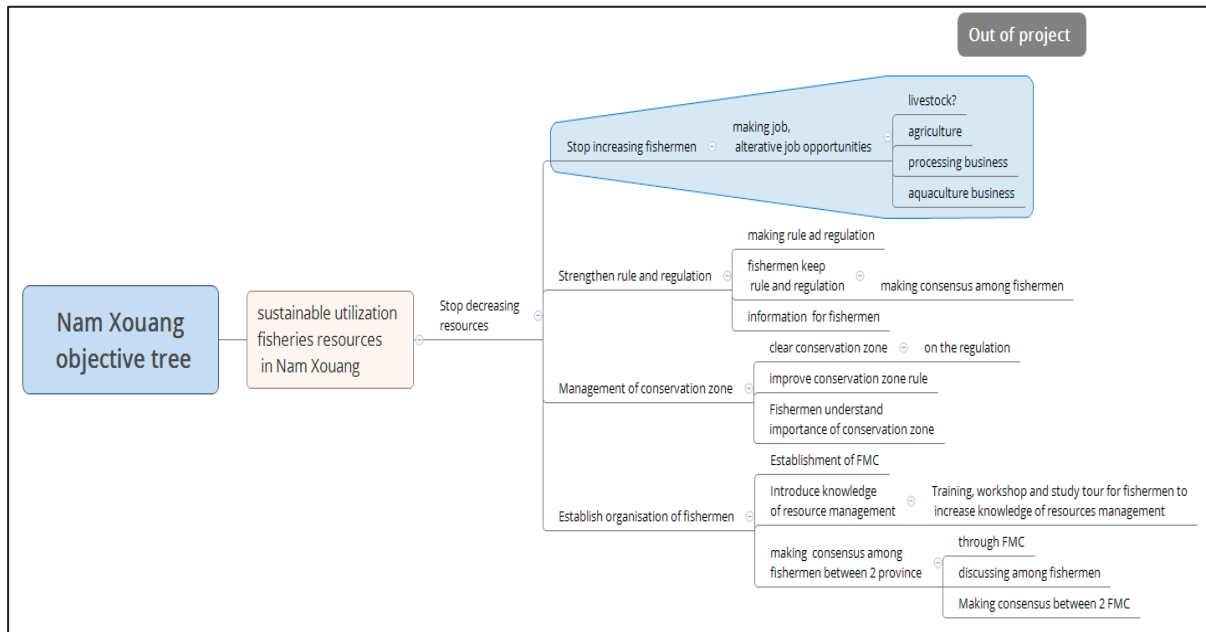 Out of project
Nam Xouang
objective tree
sustainable utilization
fisheries resources
in Nam Xouang
Stop decreasing
resources
Stop increasing fishermen
making job,
alterative job opportunities
livestock?
agriculture
processing business
aquaculture business
Strengthen rule and regulation
making rule ad regulation
fishermen keep
rule and regulation
making consensus among fishermen
information for fishermen
Management of conservation zone
clear conservation zone
on the regulation
improve conservation zone rule
Fishermen understand
importance of conservation zone
Establish organisation of fishermen
Establishment of FMC
Introduce knowledge
of resource management
Training, workshop and study tour for fishermen to
increase knowledge of resources management
making consensus among
fishermen between 2 province
through FMC
discussing among fishermen
Making consensus between 2 FMC